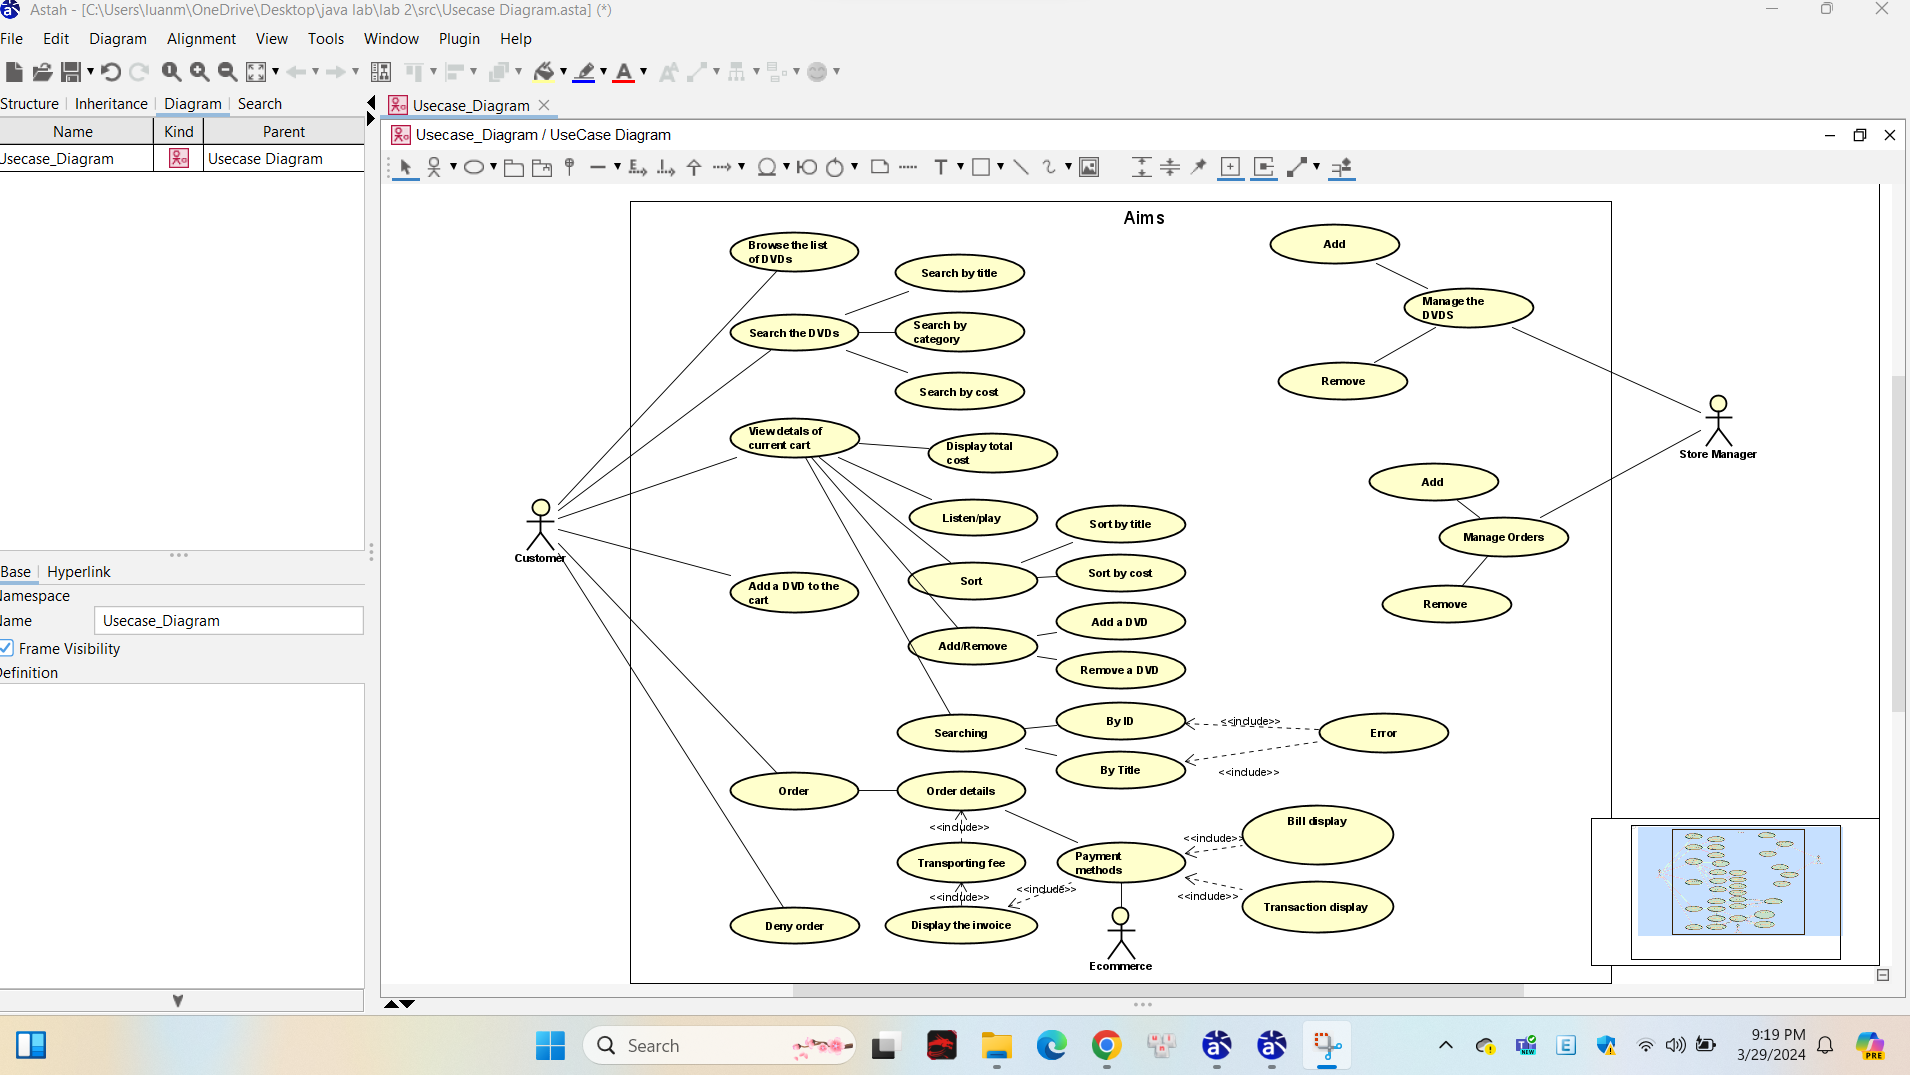 Astah - [C:\Users\luanm\OneDrive\Desktop\java lab\lab 2\src\Usecase Diagram.asta] (*)
File Edit Diagram Alignment View Tools Window Plugin Help
Structure Inheritance Diagram Search
Usecase_Diagram
Name Kind Parent
Usecase_Diagram / UseCase Diagram
Usecase_Diagram Usecase Diagram
Aims
Browse the list
of DVDs
Search by title
Search the DVDs
Search by
category
Search by cost
View detals of
current cart
Display total
cost
Listen/play
Sort by title
Sort
Sort by cost
Add a DVD to the
cart
Add a DVD
Add/Remove
Remove a DVD
By ID
<<include>>
Searching
Error
By Title
<<include>>
Order
Order details
<<include>>
<<include>>
Bill display
Transporting fee
Payment
methods
<<include>>
<<include>>
<<include>>
Transaction display
Deny order
Display the invoice
Ecommerce
Customer
Add
Manage the
DVDS
Remove
Store Manager
Add
Manage Orders
Remove
Base Hyperlink
Namespace
Name Usecase_Diagram
Frame Visibility
Definition
Search
NEW
E
9:19 PM
3/29/2024
PRE